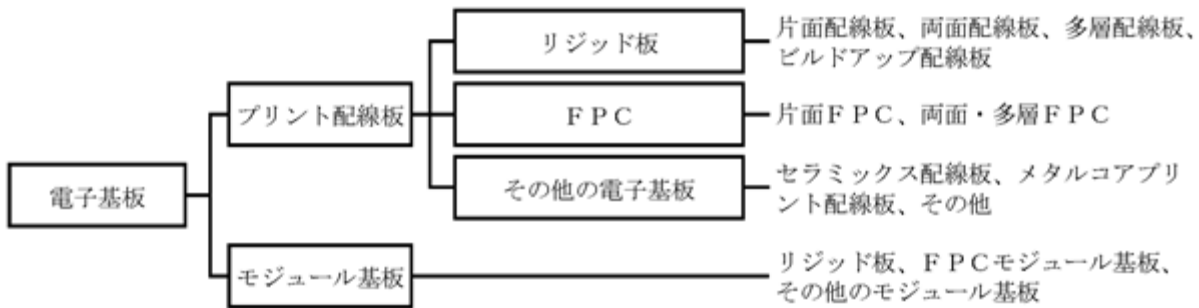 電子基板
プリント配線板
リジッド板
片面配線板、両面配線板、多層配線板、
ビルドアップ配線板
ＦＰＣ
片面ＦＰＣ、両面・多層ＦＰＣ
その他の電子基板
セラミックス配線板、メタルコアプリ
ント配線板、その他
モジュール基板
リジッド板、ＦＰＣモジュール基板、
その他のモジュール基板